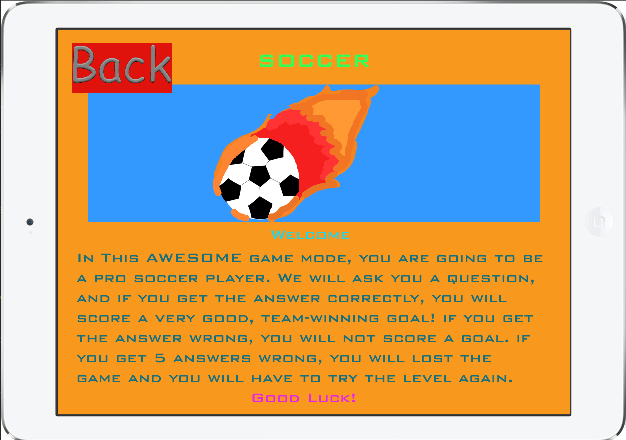 Back
SOCCER
Welcome
In This AWESOME game mode, you are going to be
a pro soccer player. We will ask you a question,
and if you get the answer correctly, you will
score a very good, team-winning goal! if you get
the answer wrong, you will not score a goal. if
you get 5 answers wrong, you will lost the
game and you will have to try the level again.
Good Luck!